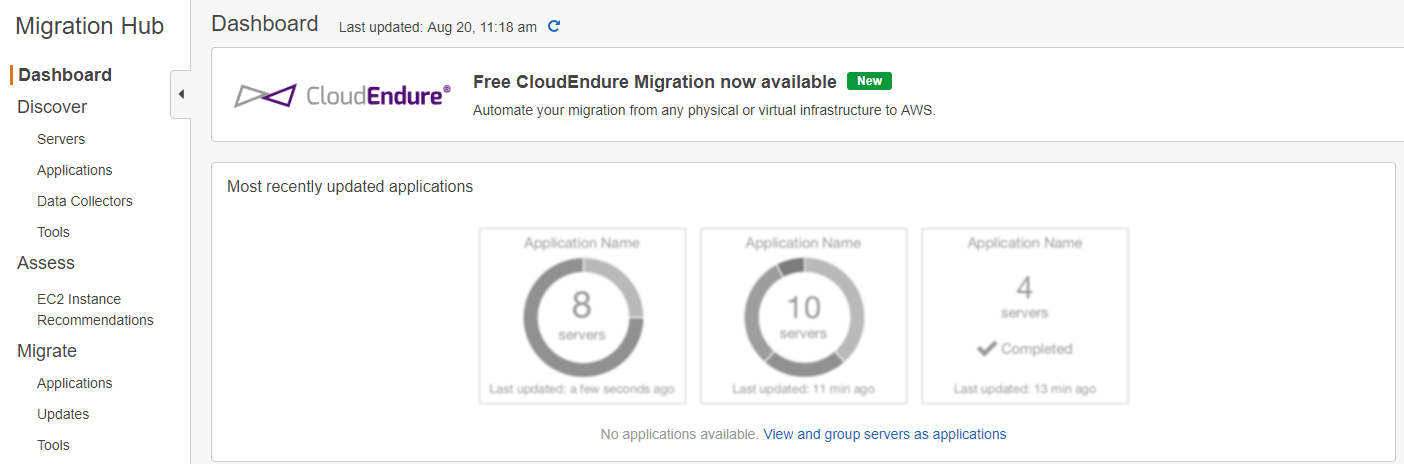 Migration Hub
Dashboard
Discover
Servers
Applications
Data Collectors
Tools
Assess
EC2 Instance
Recommendations
Migrate
Applications
Updates
Tools
Dashboard Last updated: Aug 20, 11:18 am
CloudEndure®
Free CloudEndure Migration now available New
Automate your migration from any physical or virtual infrastructure to AWS.
Most recently updated applications
Application Name
8
servers
Last updated: a few seconds ago
Application Name
10
servers
Last updated: 11 min ago
Application Name
4
servers
Completed
Last updated: 13 min ago
No applications available. View and group servers as applications